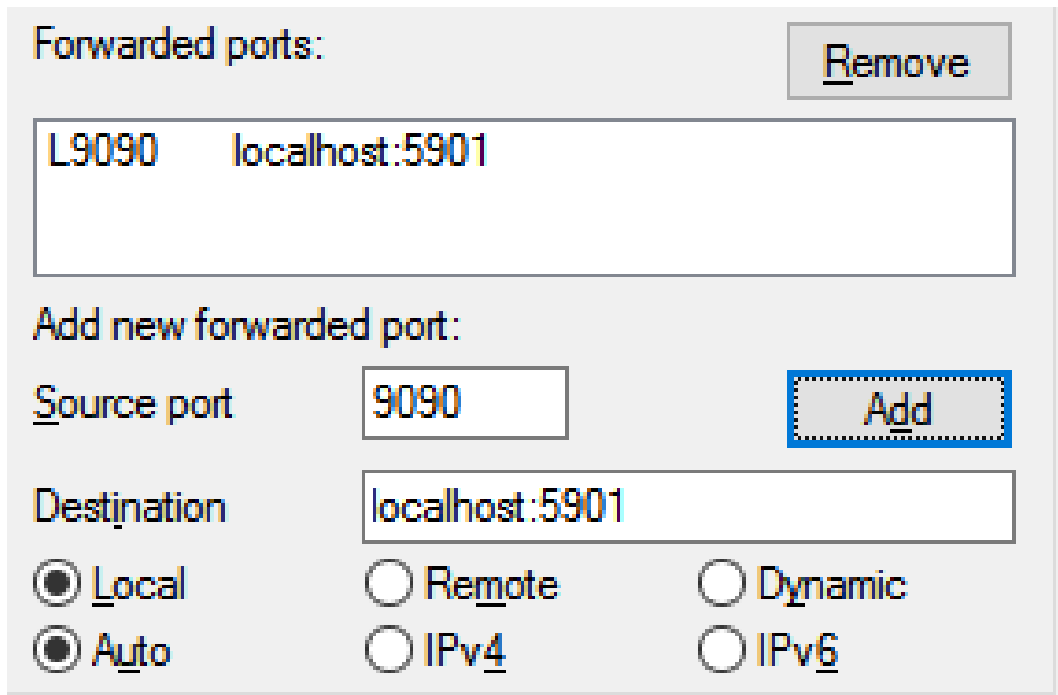 Forwarded ports:
Remove
L9090 localhost:5901
Add new forwarded port:
Source port 9090 Add
Destination localhost:5901
Local Remote Dynamic
Auto IPv4 IPv6